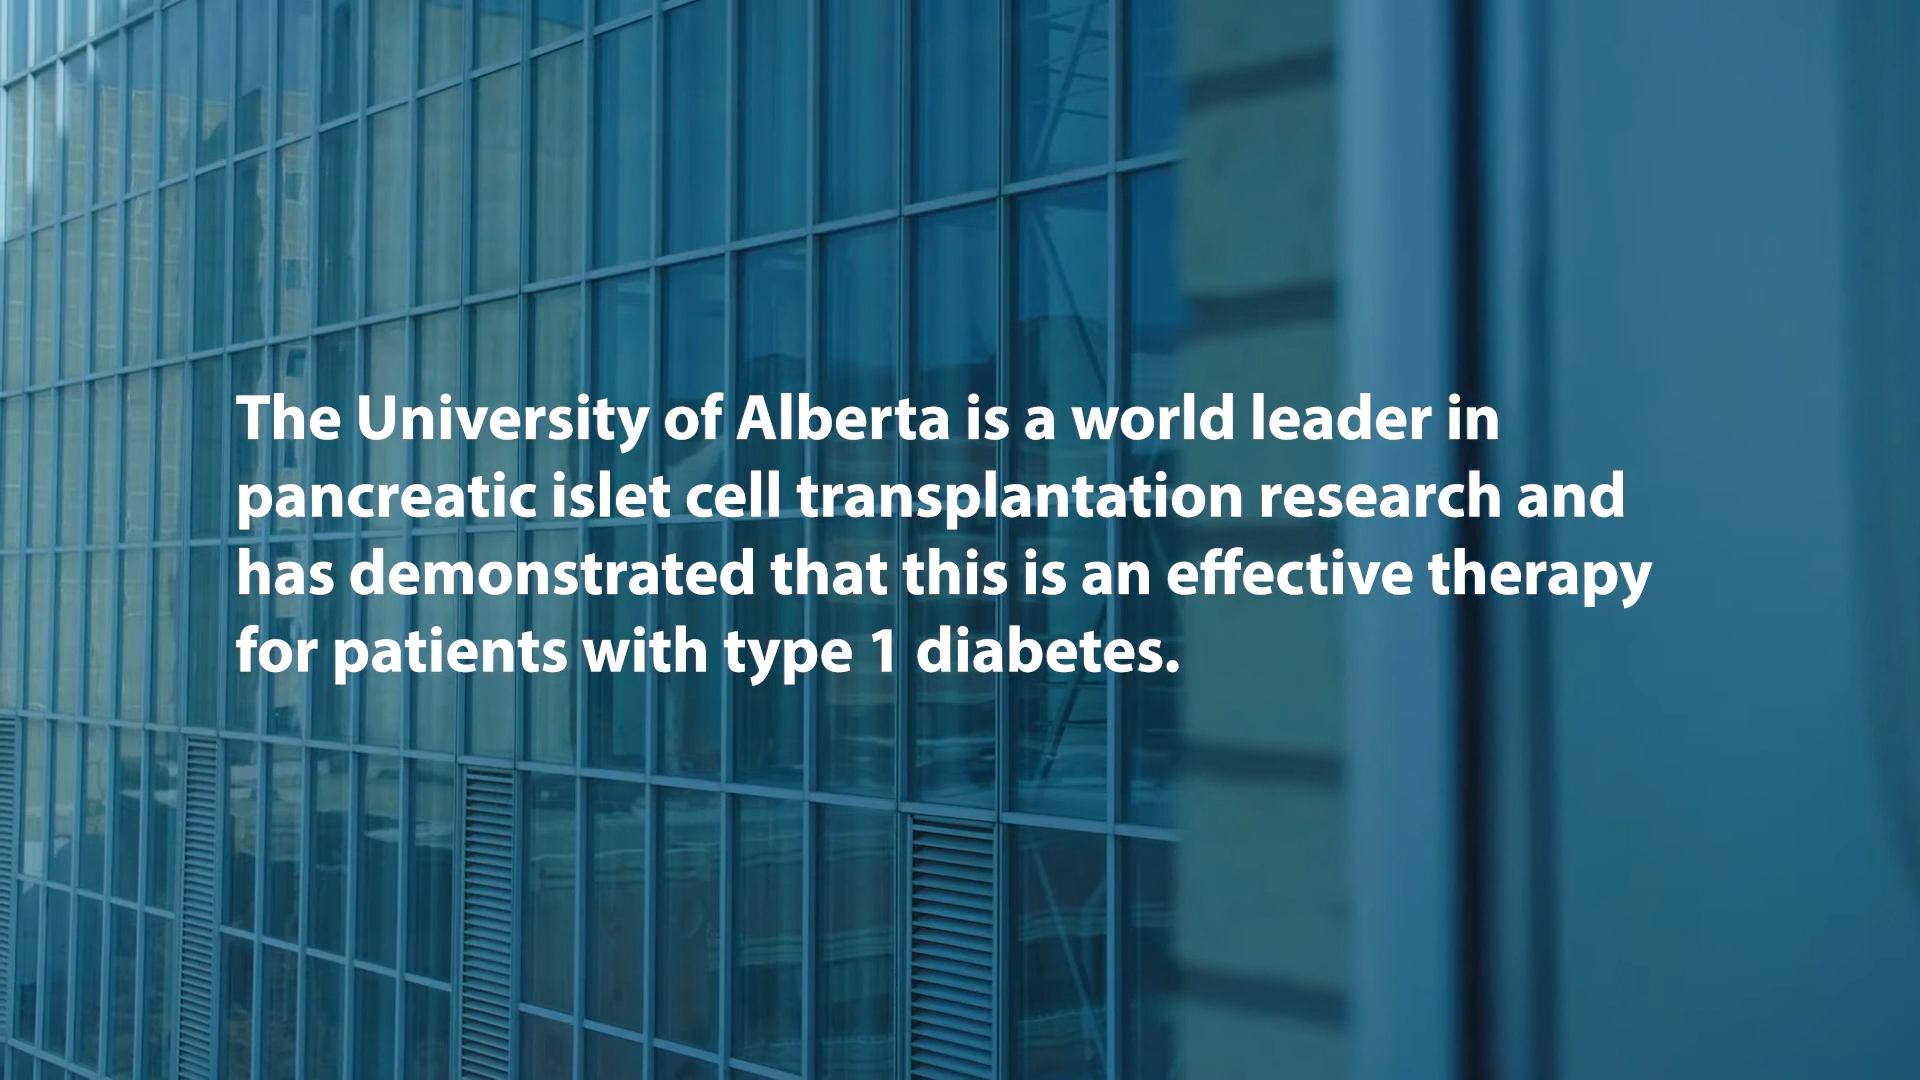 The University of Alberta is a world leader in
pancreatic islet cell transplantation research and
has demonstrated that this is an effective therapy
for patients with type 1 diabetes.